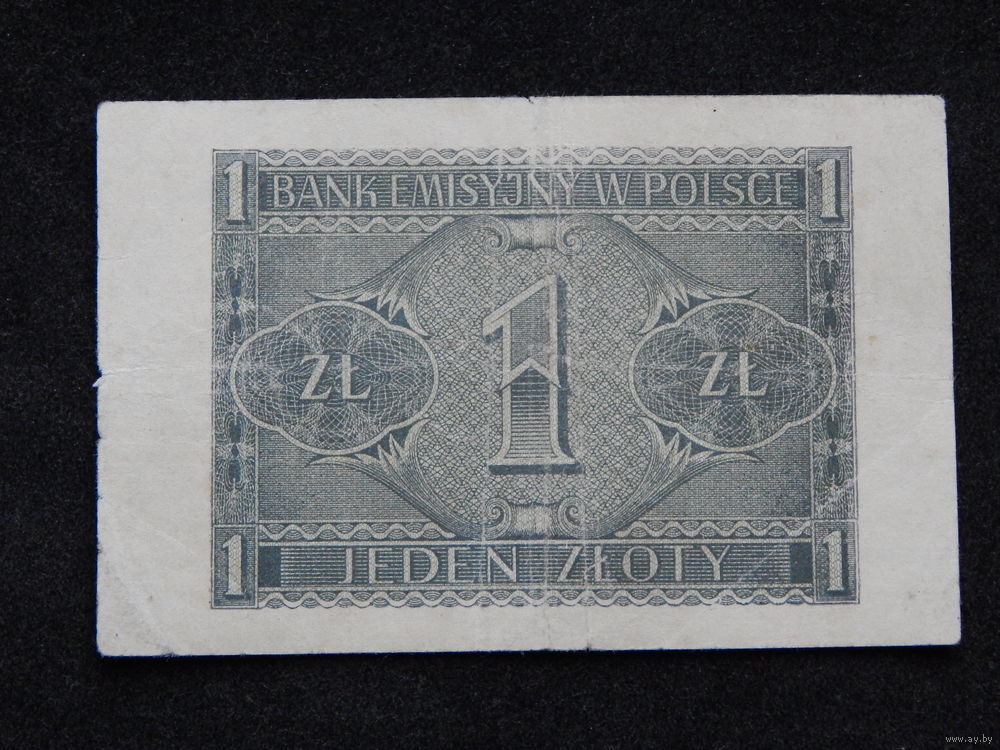 1 BANK EMISYJNY W POLSCE 1
ZŁ 1 ZŁ
1 JEDEN ZŁOTY 1
www.ay.by